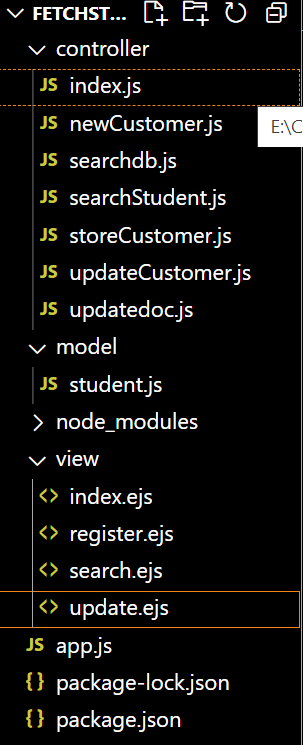 FETCHST...
controller
JS index.js
JS newCustomer.js
E:\C
JS searchdb.js
JS searchStudent.js
JS storeCustomer.js
JS updateCustomer.js
JS updatedoc.js
model
JS student.js
node_modules
view
<> index.ejs
<> register.ejs
<> search.ejs
<> update.ejs
JS app.js
{} package-lock.json
{} package.json